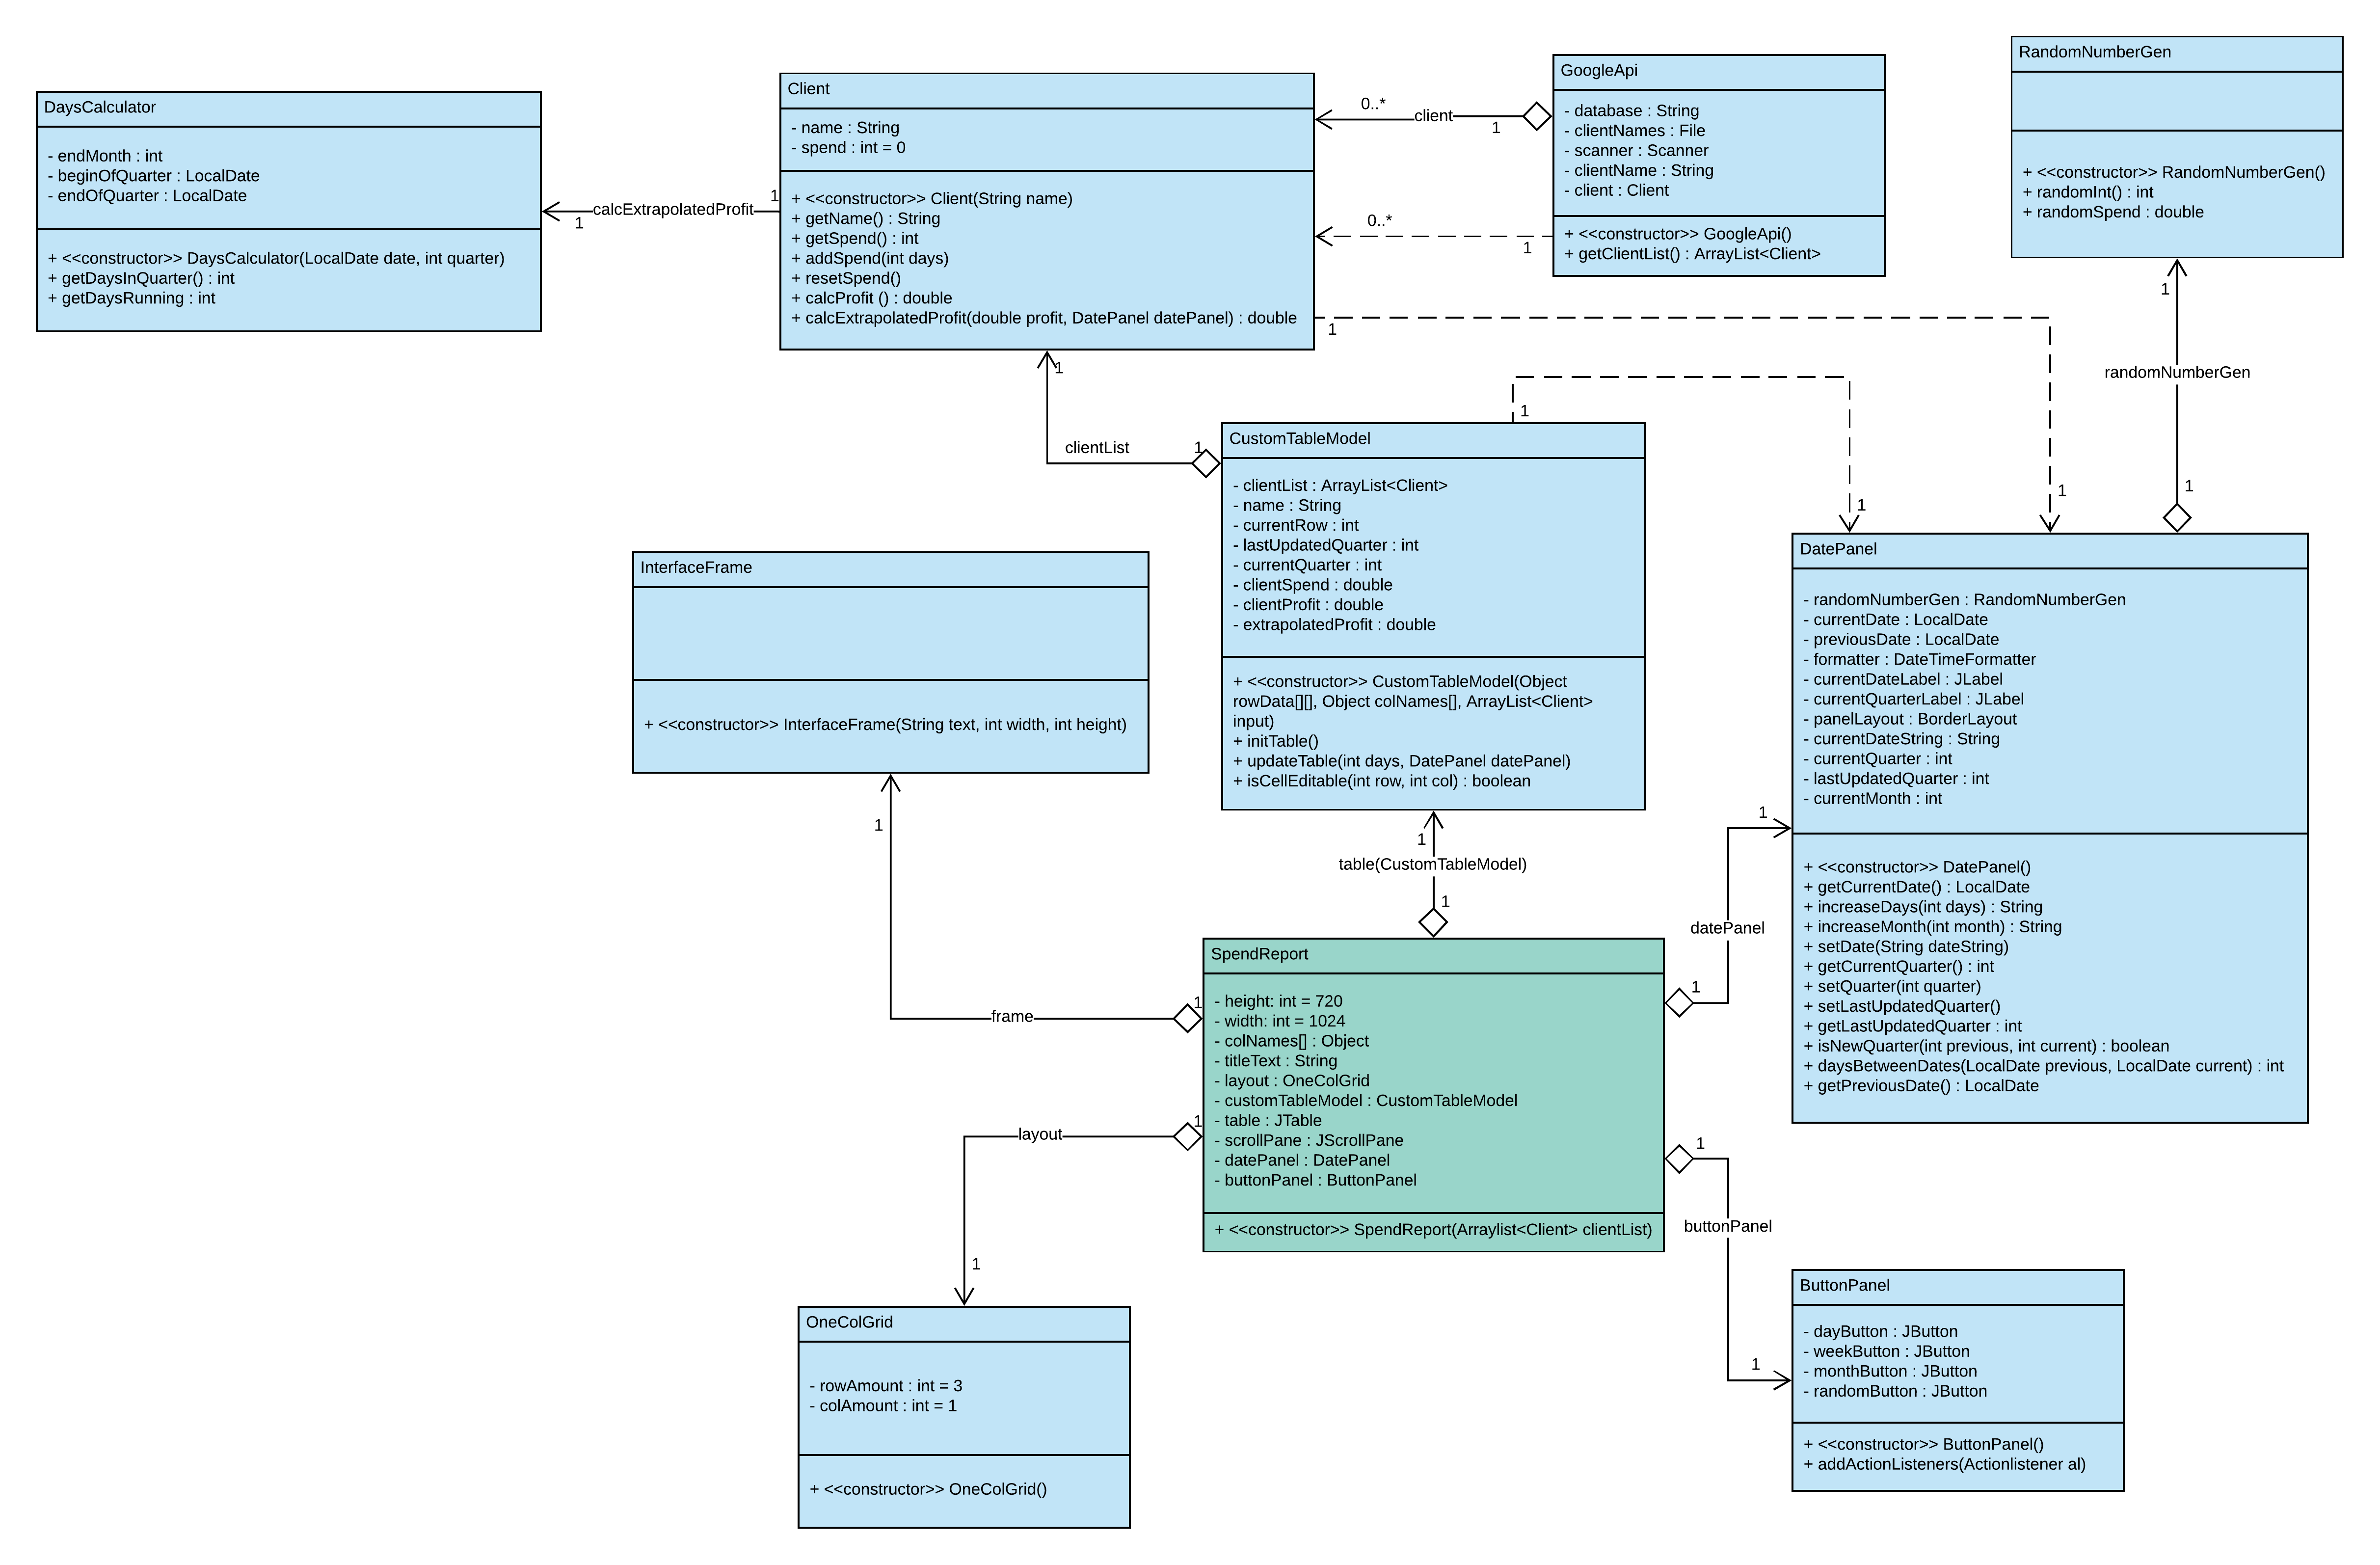 DaysCalculator
- endMonth : int
- beginOfQuarter : LocalDate
- endOfQuarter : LocalDate
+ <<constructor>> DaysCalculator(LocalDate date, int quarter)
+ getDaysInQuarter() : int
+ getDaysRunning : int
1
calcExtrapolatedProfit
1
Client
- name : String
- spend : int = 0
+ <<constructor>> Client(String name)
+ getName() : String
+ getSpend() : int
+ addSpend(int days)
+ resetSpend()
+ calcProfit () : double
+ calcExtrapolatedProfit(double profit, DatePanel datePanel) : double
0..*
client
1
0..*
1
GoogleApi
- database : String
- clientNames : File
- scanner : Scanner
- clientName : String
- client : Client
+ <<constructor>> GoogleApi()
+ getClientList() : ArrayList<Client>
RandomNumberGen
+ <<constructor>> RandomNumberGen()
+ randomInt() : int
+ randomSpend : double
1
randomNumberGen
1
1
1
1
1
1
clientList
1
CustomTableModel
- clientList : ArrayList<Client>
- name : String
- currentRow : int
- lastUpdatedQuarter : int
- currentQuarter : int
- clientSpend : double
- clientProfit : double
- extrapolatedProfit : double
+ <<constructor>> CustomTableModel(Object
rowData[][], Object colNames[], ArrayList<Client>
input)
+ initTable()
+ updateTable(int days, DatePanel datePanel)
+ isCellEditable(int row, int col) : boolean
InterfaceFrame
+ <<constructor>> InterfaceFrame(String text, int width, int height)
DatePanel
- randomNumberGen : RandomNumberGen
- currentDate : LocalDate
- previousDate : LocalDate
- formatter : DateTimeFormatter
- currentDateLabel : JLabel
- currentQuarterLabel : JLabel
- panelLayout : BorderLayout
- currentDateString : String
- currentQuarter : int
- lastUpdatedQuarter : int
- currentMonth : int
+ <<constructor>> DatePanel()
+ getCurrentDate() : LocalDate
+ increaseDays(int days) : String
+ increaseMonth(int month) : String
+ setDate(String dateString)
+ getCurrentQuarter() : int
+ setQuarter(int quarter)
+ setLastUpdatedQuarter()
+ getLastUpdatedQuarter : int
+ isNewQuarter(int previous, int current) : boolean
+ daysBetweenDates(LocalDate previous, LocalDate current) : int
+ getPreviousDate() : LocalDate
1
1
table(CustomTableModel)
1
1
datePanel
1
SpendReport
- height: int = 720
- width: int = 1024
- colNames[] : Object
- titleText : String
- layout : OneColGrid
- customTableModel : CustomTableModel
- table : JTable
- scrollPane : JScrollPane
- datePanel : DatePanel
- buttonPanel : ButtonPanel
+ <<constructor>> SpendReport(Arraylist<Client> clientList)
1
frame
1
layout
1
1
buttonPanel
1
OneColGrid
- rowAmount : int = 3
- colAmount : int = 1
+ <<constructor>> OneColGrid()
ButtonPanel
- dayButton : JButton
- weekButton : JButton
- monthButton : JButton
- randomButton : JButton
+ <<constructor>> ButtonPanel()
+ addActionListeners(Actionlistener al)